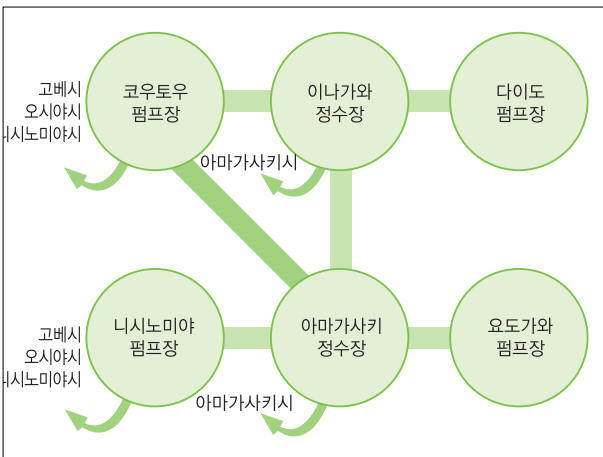 고베시
오시야시
니시노미야시
코우토우
펌프장
이나가와
정수장
다이도
펌프장
아마가사키시
고베시
오시야시
니시노미야시
니시노미야
펌프장
아마가사키
정수장
요도가와
펌프장
아마가사키시